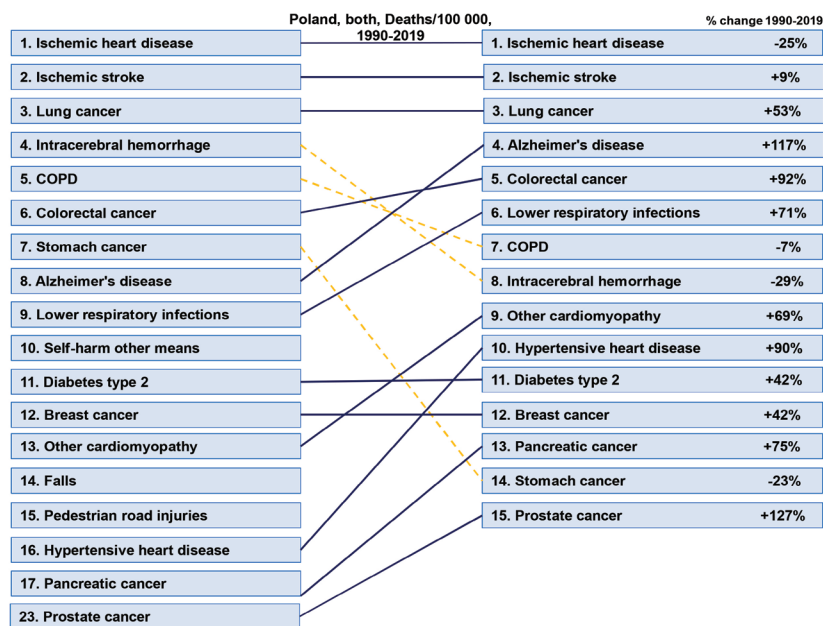 Poland, both, Deaths/100 000,
1990-2019
% change 1990-2019
1. Ischemic heart disease
2. Ischemic stroke
3. Lung cancer
4. Intracerebral hemorrhage
5. COPD
6. Colorectal cancer
7. Stomach cancer
8. Alzheimer's disease
9. Lower respiratory infections
10. Self-harm other means
11. Diabetes type 2
12. Breast cancer
13. Other cardiomyopathy
14. Falls
15. Pedestrian road injuries
16. Hypertensive heart disease
17. Pancreatic cancer
23. Prostate cancer
1. Ischemic heart disease -25%
2. Ischemic stroke +9%
3. Lung cancer +53%
4. Alzheimer's disease +117%
5. Colorectal cancer +92%
6. Lower respiratory infections +71%
7. COPD -7%
8. Intracerebral hemorrhage -29%
9. Other cardiomyopathy +69%
10. Hypertensive heart disease +90%
11. Diabetes type 2 +42%
12. Breast cancer +42%
13. Pancreatic cancer +75%
14. Stomach cancer -23%
15. Prostate cancer +127%